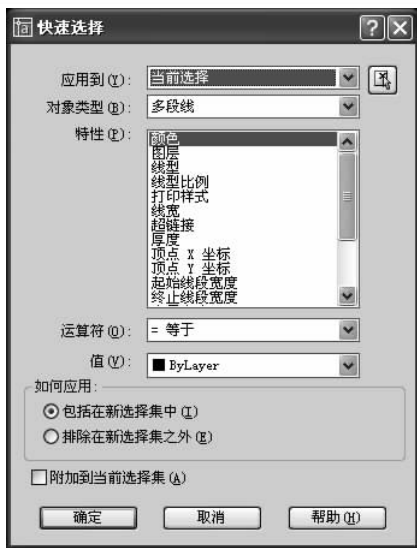 快速选择
应用到(Y): 当前选择
对象类型(B): 多段线
特性(P): 颜色
图层
线型
线型比例
打印样式
线宽
超链接
厚度
顶点 X 坐标
顶点 Y 坐标
起始线段宽度
终止线段宽度
运算符(O): = 等于
值(V): ByLayer
如何应用:
包括在新选择集中(I)
排除在新选择集之外(E)
附加到当前选择集(A)
确定 取消 帮助(H)